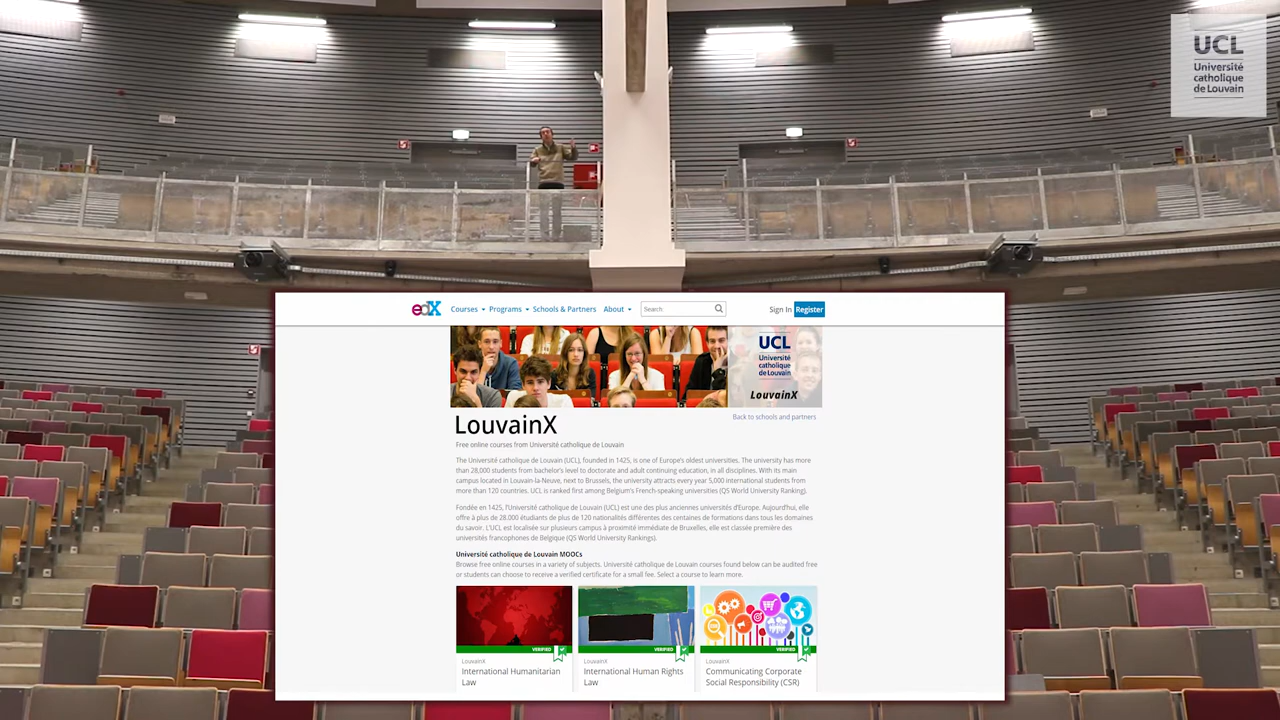 UCL
Université
catholique
de Louvain
edX
Courses
Programs
Schools & Partners
About
Search
Sign In
Register
UCL
Université
catholique
de Louvain
LouvainX
LouvainX
Back to schools and partners
Free online courses from Université catholique de Louvain
The Université catholique de Louvain (UCL), founded in 1425, is one of Europe's oldest universities. The university has more
than 28,000 students from bachelor's level to doctorate and adult continuing education, in all disciplines. With its main
campus located in Louvain-la-Neuve, next to Brussels, the university attracts every year 5,000 international students from
more than 120 countries. UCL is ranked first among Belgium's French-speaking universities (QS World University Ranking).
Fondée en 1425, l'Université catholique de Louvain (UCL) est une des plus anciennes universités d'Europe. Aujourd'hui, elle
offre à plus de 28.000 étudiants de plus de 120 nationalités différentes des centaines de formations dans tous les domaines
du savoir. L'UCL est localisée sur plusieurs campus à proximité immédiate de Bruxelles, elle est classée première des
universités francophones de Belgique (QS World University Rankings).
Université catholique de Louvain MOOCs
Browse free online courses in a variety of subjects. Université catholique de Louvain courses found below can be audited free
or students can choose to receive a verified certificate for a small fee. Select a course to learn more.
VERIFIED
VERIFIED
VERIFIED
LouvainX
International Humanitarian
Law
LouvainX
International Human Rights
Law
LouvainX
Communicating Corporate
Social Responsibility (CSR)